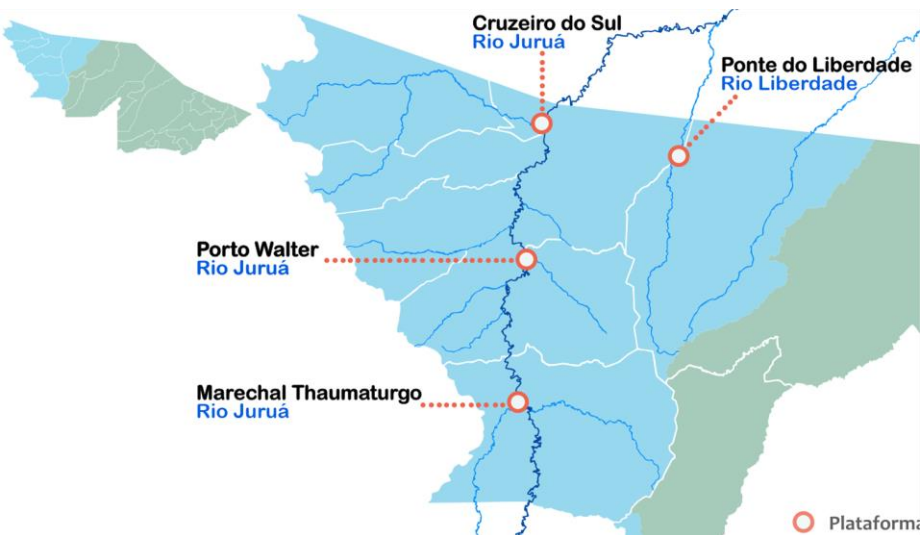 Cruzeiro do Sul
Rio Juruá
Ponte do Liberdade
Rio Liberdade
Porto Walter
Rio Juruá
Marechal Thaumaturgo
Rio Juruá
Plataforma